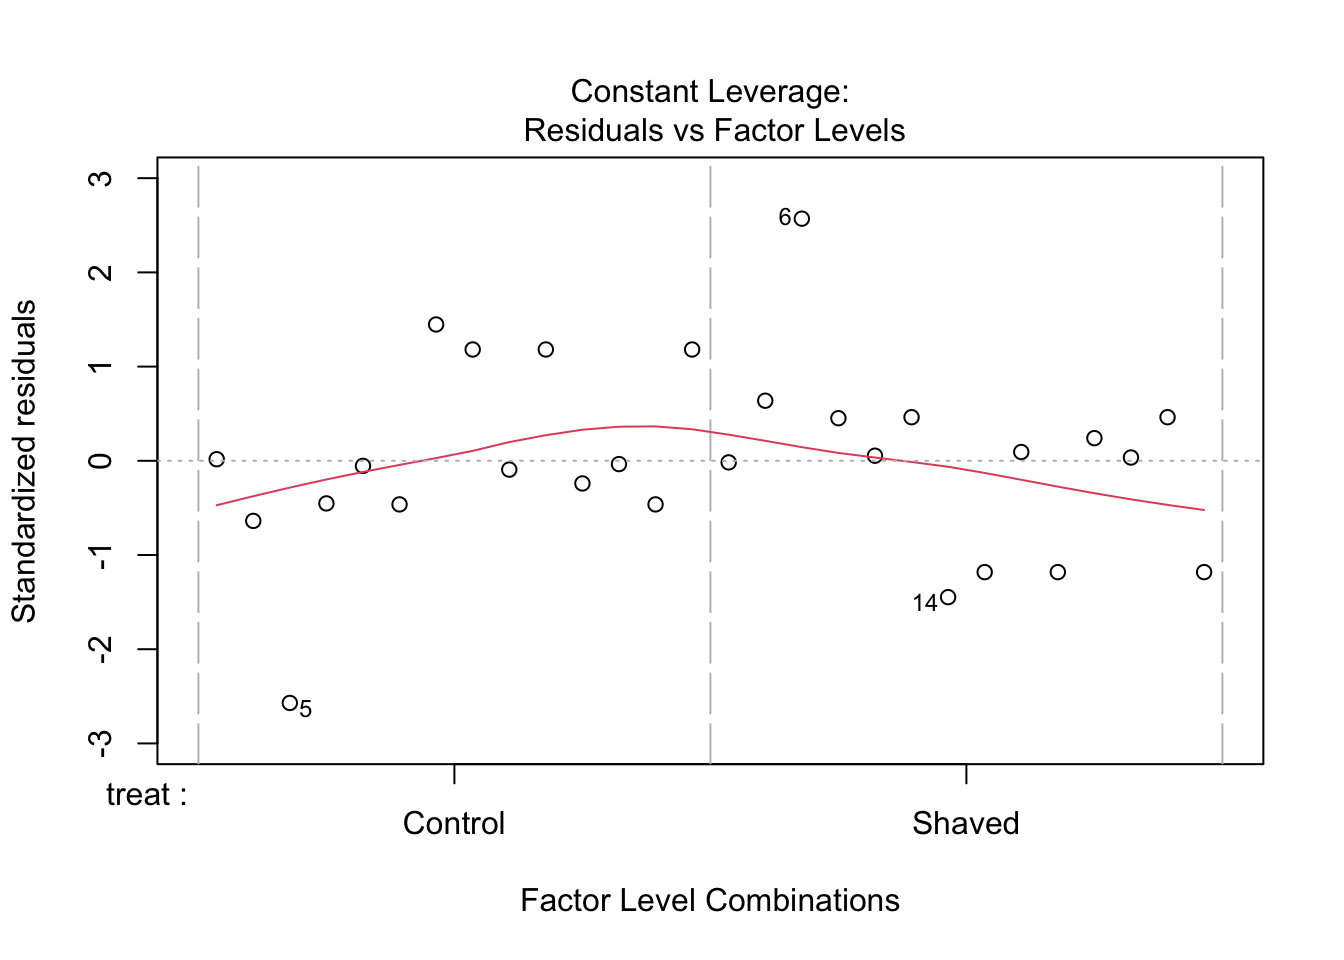 Constant Leverage:
Residuals vs Factor Levels
Standardized residuals
3
2
1
0
-1
-2
-3
6
14
5
treat :
Control
Shaved
Factor Level Combinations